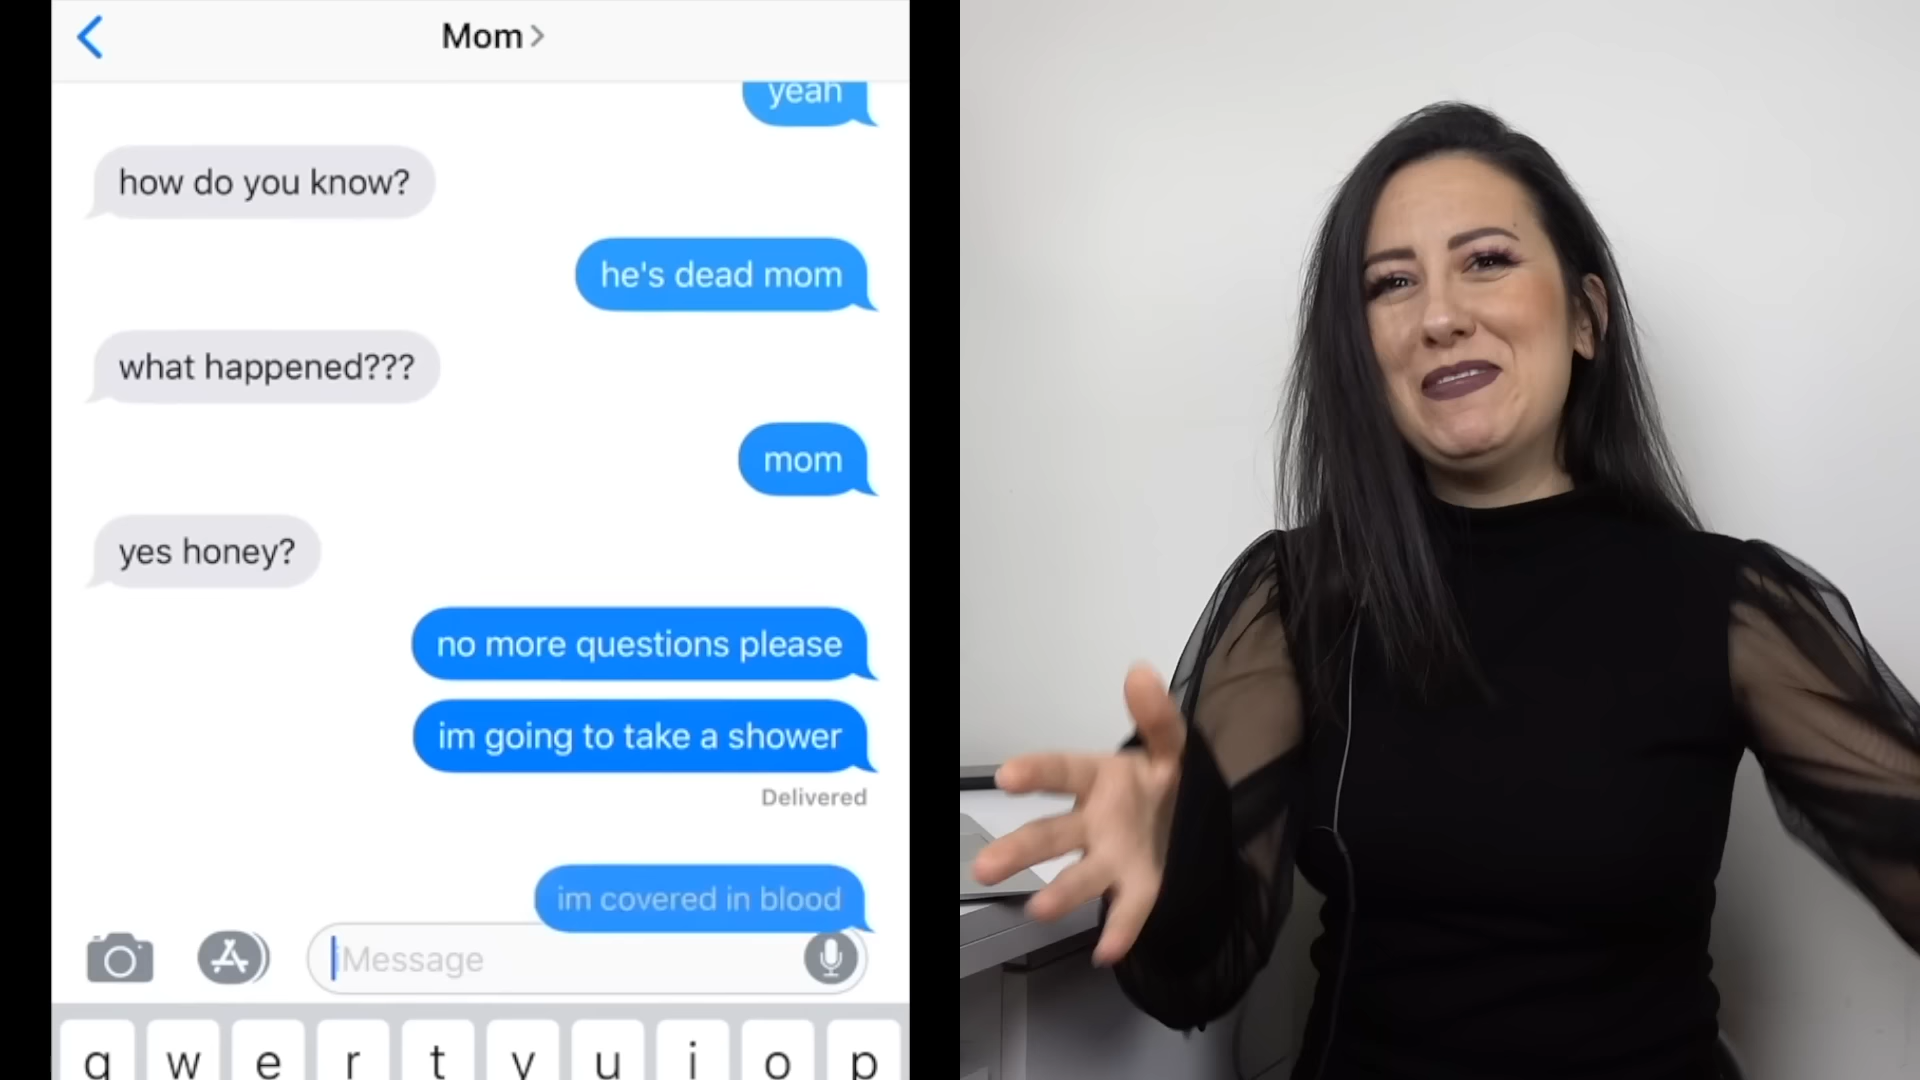 Mom
yeah
how do you know?
he's dead mom
what happened???
mom
yes honey?
no more questions please
im going to take a shower
Delivered
im covered in blood
iMessage
q w e r t y u i o p